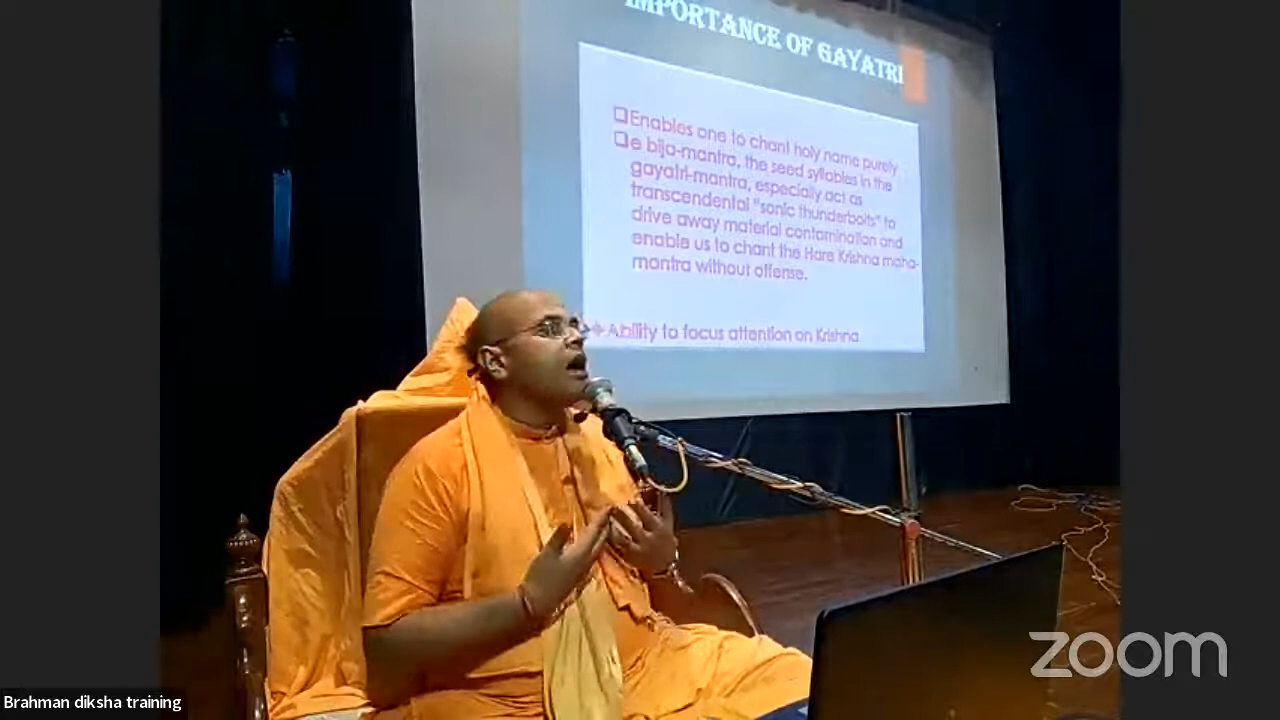 IMPORTANCE OF GAYATRI
❑Enables one to chant holy name purely
❑e bija-mantra, the seed syllables in the
gayatri-mantra, especially act as
transcendental "sonic thunderbolts" to
drive away material contamination and
enable us to chant the Hare Krishna maha-
mantra without offense.
❖Ability to focus attention on Krishna
zoom
Brahman diksha training